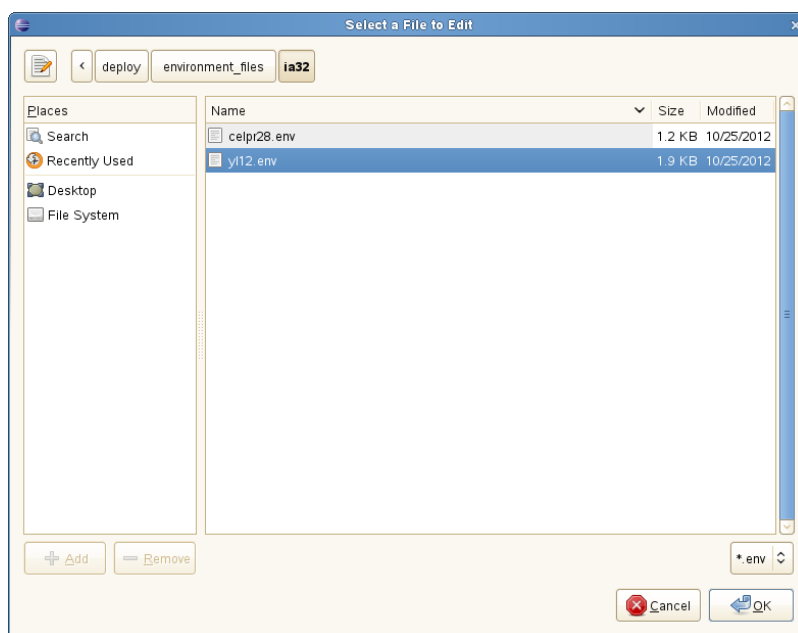 Select a File to Edit
deploy environment_files ia32
Places
Search
Recently Used
Desktop
File System
Name Size Modified
celpr28.env 1.2 KB 10/25/2012
yl12.env 1.9 KB 10/25/2012
Add Remove
*.env
Cancel OK